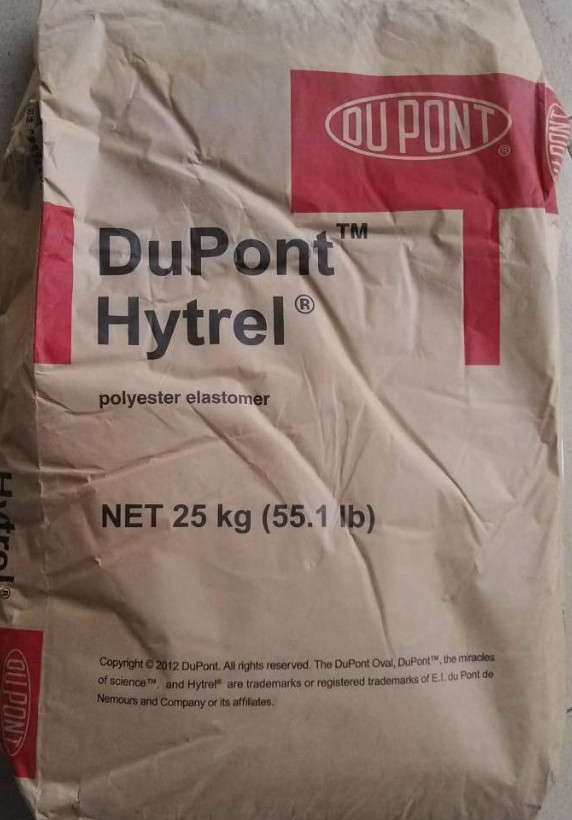 DU PONT®
DuPont™
Hytrel®
polyester elastomer
NET 25 kg (55.1 lb)
Copyright © 2012 DuPont. All rights reserved. The DuPont Oval, DuPont™, the miracles
of science™, and Hytrel® are trademarks or registered trademarks of E.I. du Pont de
Nemours and Company or its affiliates.
Hytrel®
DU PONT